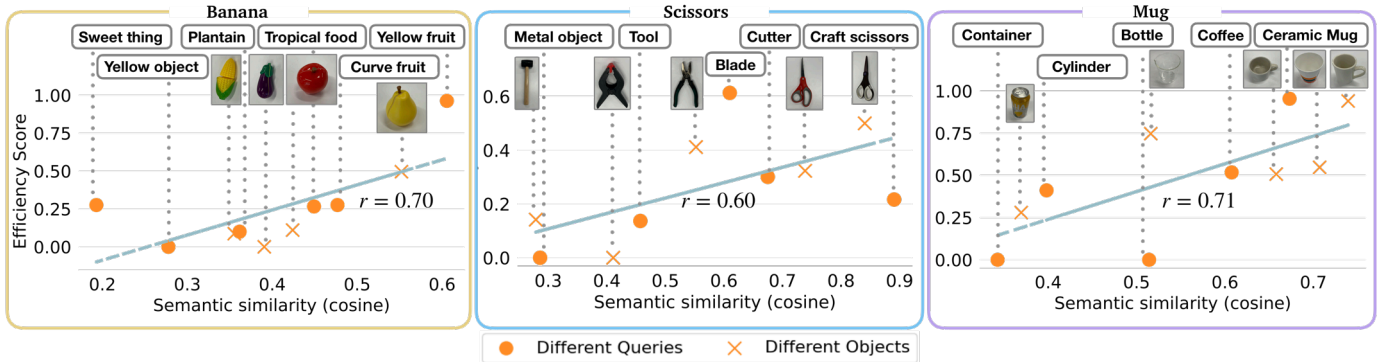 Banana
Sweet thing
Plantain
Tropical food
Yellow fruit
Yellow object
Curve fruit
Efficiency Score
1.00
0.75
0.50
0.25
0.00
r = 0.70
0.2 0.3 0.4 0.5 0.6
Semantic similarity (cosine)
Scissors
Metal object
Tool
Cutter
Craft scissors
Blade
0.6
0.4
0.2
0.0
r = 0.60
0.3 0.4 0.5 0.6 0.7 0.8 0.9
Semantic similarity (cosine)
Mug
Container
Bottle
Coffee
Ceramic Mug
Cylinder
1.00
0.75
0.50
0.25
0.00
r = 0.71
0.4 0.5 0.6 0.7
Semantic similarity (cosine)
Different Queries
Different Objects